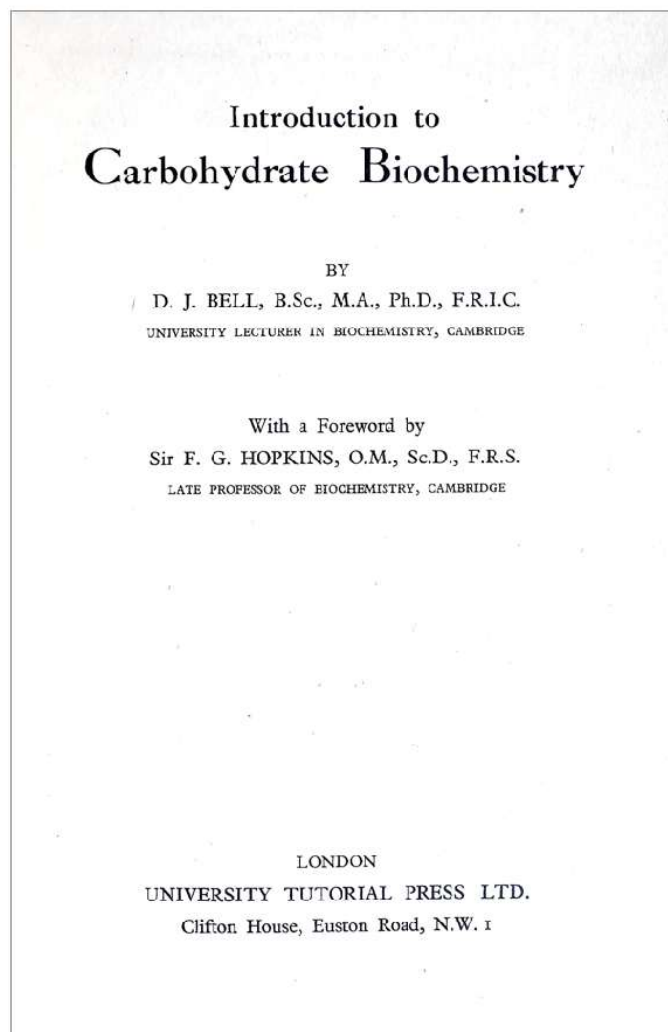 Introduction to
Carbohydrate Biochemistry
BY
D. J. BELL, B.Sc., M.A., Ph.D., F.R.I.C.
UNIVERSITY LECTURER IN BIOCHEMISTRY, CAMBRIDGE
With a Foreword by
Sir F. G. HOPKINS, O.M., Sc.D., F.R.S.
LATE PROFESSOR OF BIOCHEMISTRY, CAMBRIDGE
LONDON
UNIVERSITY TUTORIAL PRESS LTD.
Clifton House, Euston Road, N.W. 1